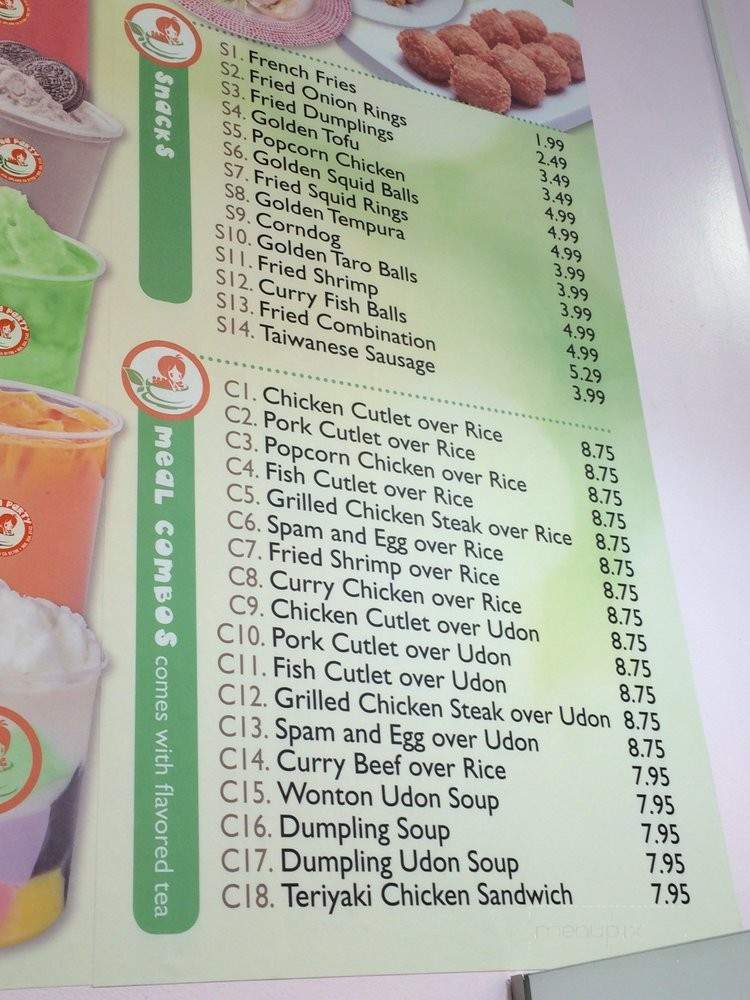 Snacks
S1. French Fries 1.99
S2. Fried Onion Rings 2.49
S3. Fried Dumplings 3.49
S4. Golden Tofu 3.49
S5. Popcorn Chicken 4.99
S6. Golden Squid Balls 4.99
S7. Fried Squid Rings 4.99
S8. Golden Tempura 3.99
S9. Corndog 3.99
S10. Golden Taro Balls 3.99
S11. Fried Shrimp 4.99
S12. Curry Fish Balls 4.99
S13. Fried Combination 5.29
S14. Taiwanese Sausage 3.99
meal combos comes with flavored tea
C1. Chicken Cutlet over Rice 8.75
C2. Pork Cutlet over Rice 8.75
C3. Popcorn Chicken over Rice 8.75
C4. Fish Cutlet over Rice 8.75
C5. Grilled Chicken Steak over Rice 8.75
C6. Spam and Egg over Rice 8.75
C7. Fried Shrimp over Rice 8.75
C8. Curry Chicken over Rice 8.75
C9. Chicken Cutlet over Udon 8.75
C10. Pork Cutlet over Udon 8.75
C11. Fish Cutlet over Udon 8.75
C12. Grilled Chicken Steak over Udon 8.75
C13. Spam and Egg over Udon 8.75
C14. Curry Beef over Rice 7.95
C15. Wonton Udon Soup 7.95
C16. Dumpling Soup 7.95
C17. Dumpling Udon Soup 7.95
C18. Teriyaki Chicken Sandwich 7.95
PARTY
PARTY
menupix